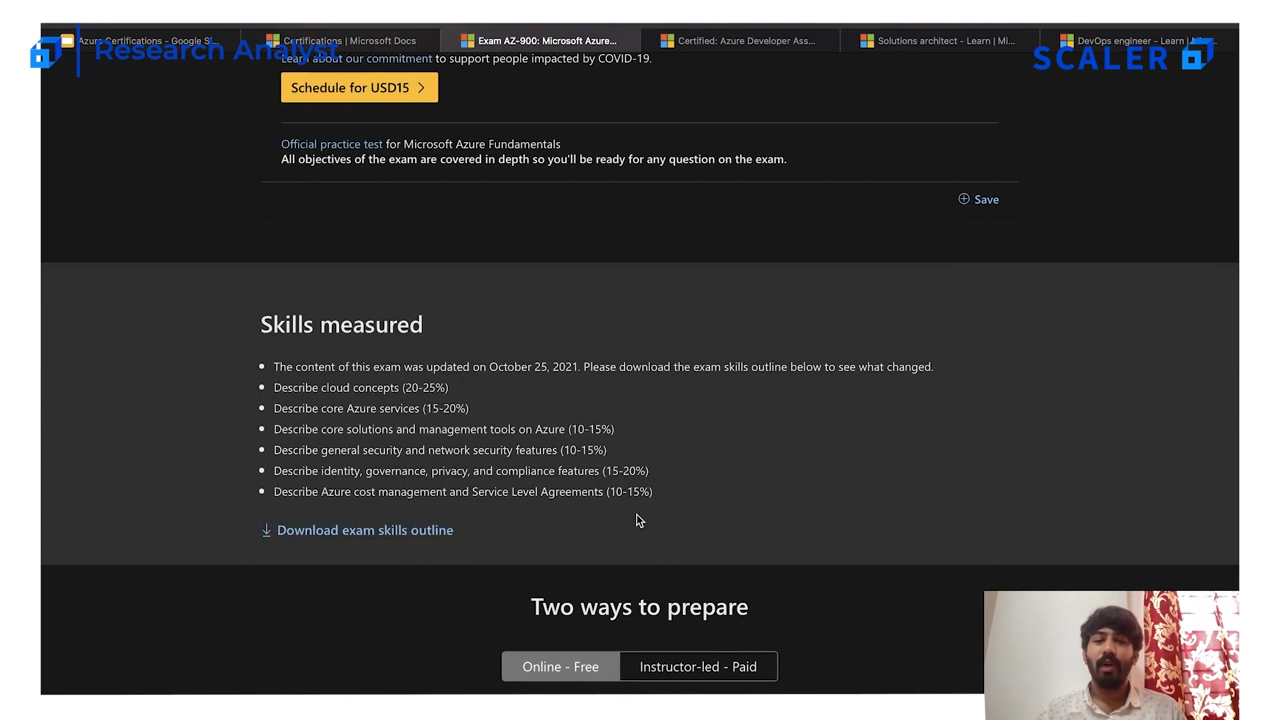 Azure Certifications - Google Sl...
Certifications | Microsoft Docs
Exam AZ-900: Microsoft Azure...
Certified: Azure Developer Ass...
Solutions architect - Learn | Mi...
DevOps engineer - Learn |
Research Analyst
SCALER
Learn about our commitment to support people impacted by COVID-19.
Schedule for USD15
Official practice test for Microsoft Azure Fundamentals
All objectives of the exam are covered in depth so you'll be ready for any question on the exam.
Save
Skills measured
The content of this exam was updated on October 25, 2021. Please download the exam skills outline below to see what changed.
Describe cloud concepts (20-25%)
Describe core Azure services (15-20%)
Describe core solutions and management tools on Azure (10-15%)
Describe general security and network security features (10-15%)
Describe identity, governance, privacy, and compliance features (15-20%)
Describe Azure cost management and Service Level Agreements (10-15%)
Download exam skills outline
Two ways to prepare
Online - Free
Instructor-led - Paid